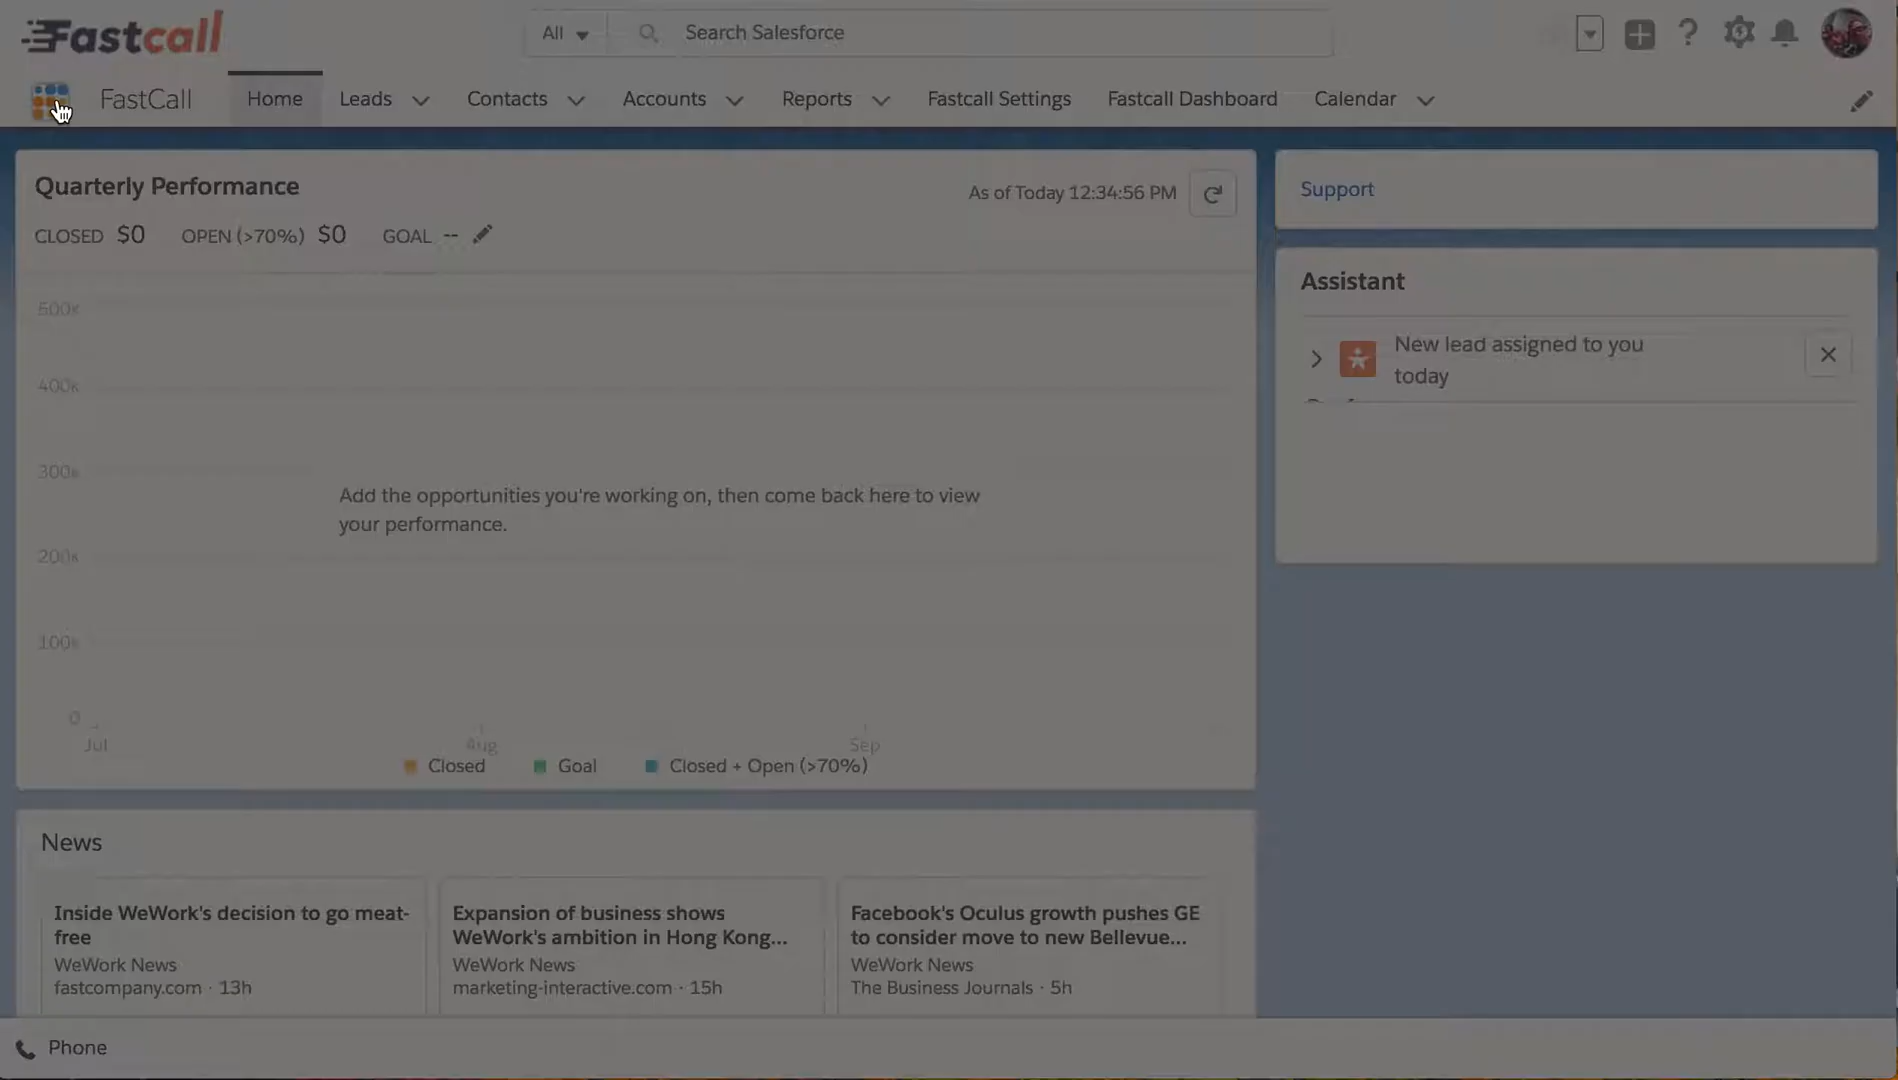 Fastcall
All
Search Salesforce
FastCall
Home
Leads
Contacts
Accounts
Reports
Fastcall Settings
Fastcall Dashboard
Calendar
Quarterly Performance
As of Today 12:34:56 PM
CLOSED $0 OPEN (>70%) $0 GOAL --
500K
400K
300K
200K
100K
0
Add the opportunities you're working on, then come back here to view
your performance.
Jul
Aug
Sep
Closed
Goal
Closed + Open (>70%)
Support
Assistant
New lead assigned to you
today
News
Inside WeWork's decision to go meat-
free
WeWork News
fastcompany.com · 13h
Expansion of business shows
WeWork's ambition in Hong Kong...
WeWork News
marketing-interactive.com · 15h
Facebook's Oculus growth pushes GE
to consider move to new Bellevue...
WeWork News
The Business Journals · 5h
Phone